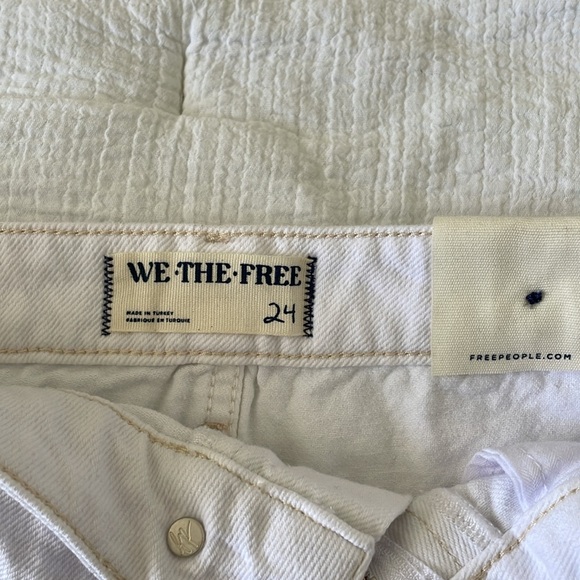 WE·THE·FREE
MADE IN TURKEY
FABRIQUÉ EN TURQUIE
24
FREEPEOPLE.COM